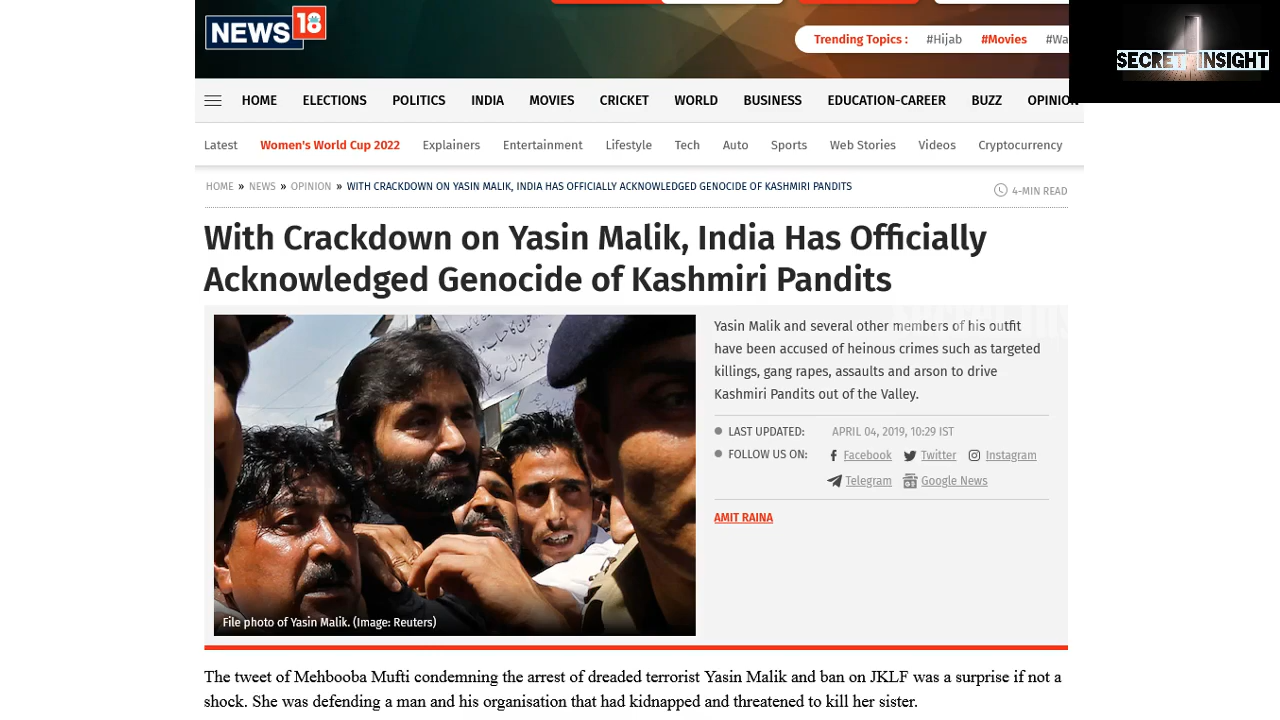 NEWS 18
Trending Topics : #Hijab #Movies #Wa
SECRET INSIGHT
HOME ELECTIONS POLITICS INDIA MOVIES CRICKET WORLD BUSINESS EDUCATION-CAREER BUZZ OPINION
Latest Women's World Cup 2022 Explainers Entertainment Lifestyle Tech Auto Sports Web Stories Videos Cryptocurrency
HOME » NEWS » OPINION » WITH CRACKDOWN ON YASIN MALIK, INDIA HAS OFFICIALLY ACKNOWLEDGED GENOCIDE OF KASHMIRI PANDITS
4-MIN READ
With Crackdown on Yasin Malik, India Has Officially
Acknowledged Genocide of Kashmiri Pandits
Yasin Malik and several other members of his outfit
have been accused of heinous crimes such as targeted
killings, gang rapes, assaults and arson to drive
Kashmiri Pandits out of the Valley.
LAST UPDATED: APRIL 04, 2019, 10:29 IST
FOLLOW US ON: Facebook Twitter Instagram
Telegram Google News
AMIT RAINA
File photo of Yasin Malik. (Image: Reuters)
The tweet of Mehbooba Mufti condemning the arrest of dreaded terrorist Yasin Malik and ban on JKLF was a surprise if not a
shock. She was defending a man and his organisation that had kidnapped and threatened to kill her sister.